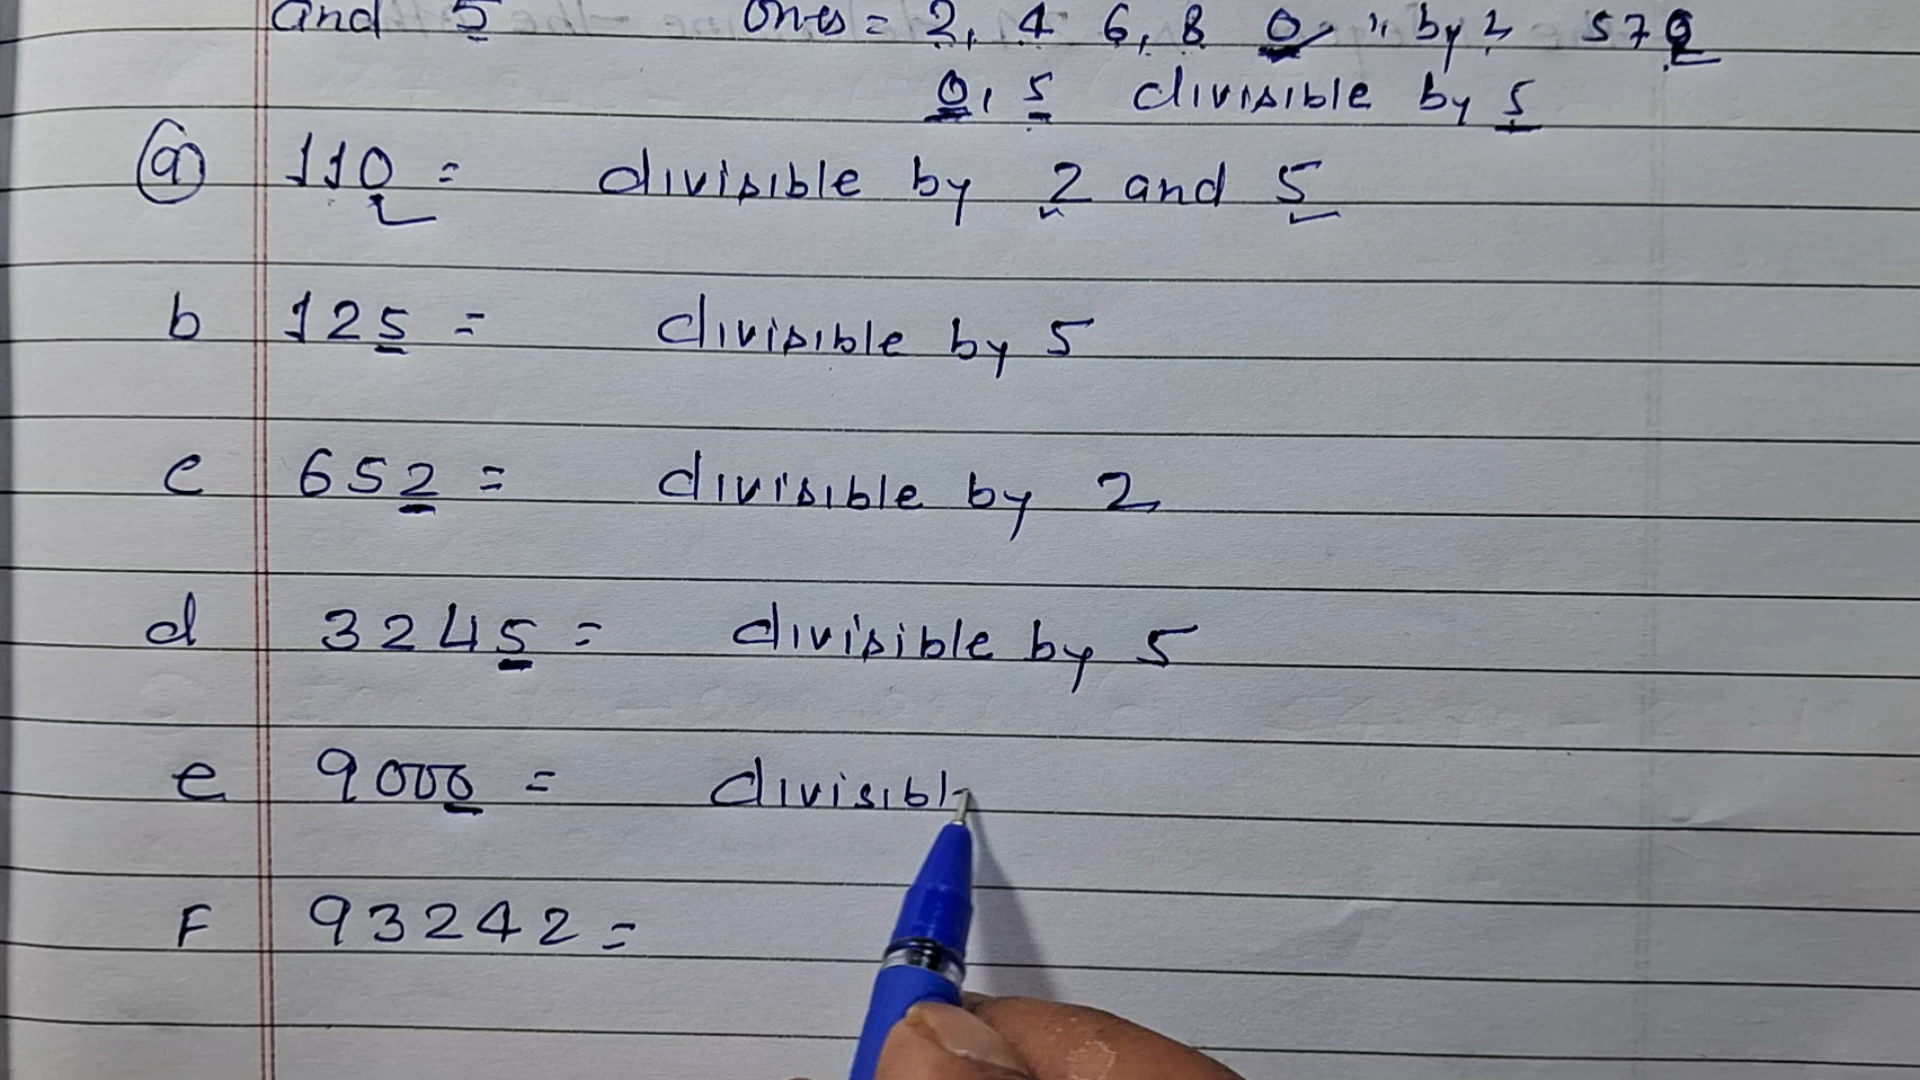 and 5 ones = 2, 4 6, 8 0 " by 2 570
0, 5 divisible by 5
a 110 = divisible by 2 and 5
b 125 = divisible by 5
c 652 = divisible by 2
d 3245 = divisible by 5
e 9000 = divisibl
F 93242 =